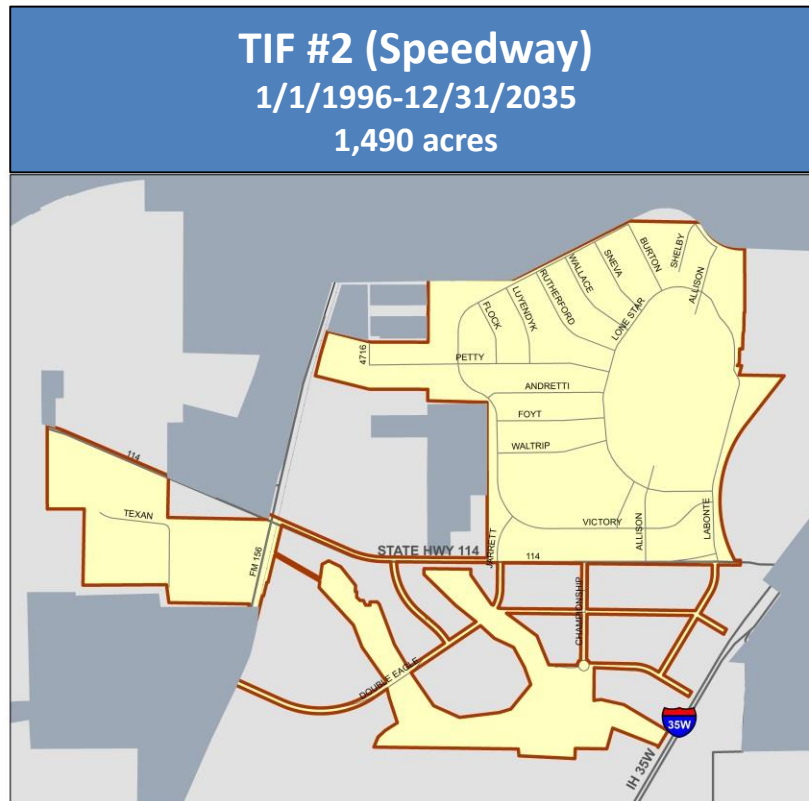 TIF #2 (Speedway)
1/1/1996-12/31/2035
1,490 acres
BURTON
SHELBY
SNEVA
WALLACE
ALLISON
RUTHERFORD
LUYENDYK
FLOCK
LONE STAR
4716
PETTY
ANDRETTI
FOYT
WALTRIP
114
TEXAN
VICTORY
ALLISON
LABONTE
STATE HWY 114
JARRETT
114
FM 156
CHAMPIONSHIP
DOUBLE EAGLE
35W
IH 35W